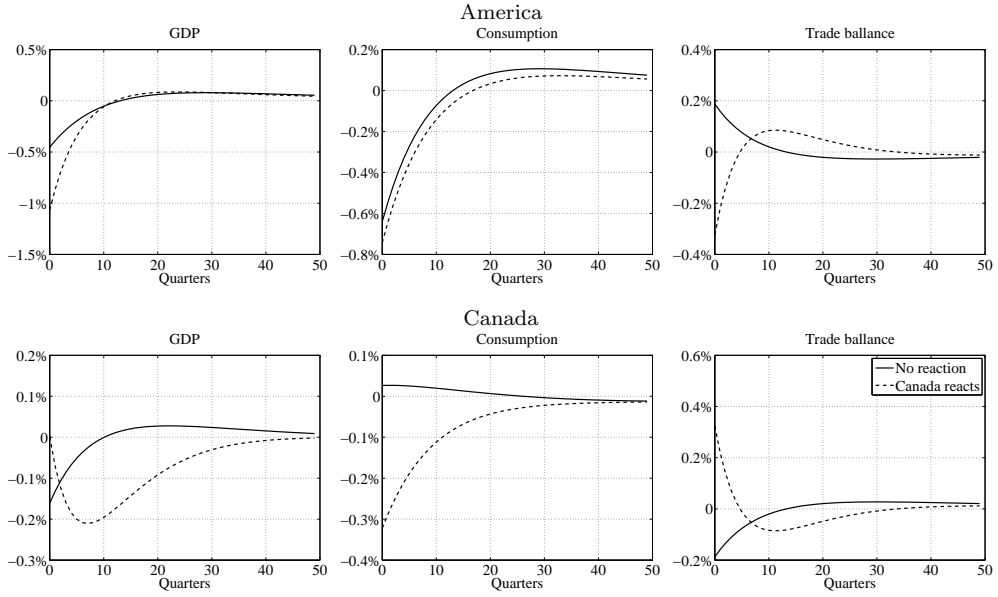 America
GDP
Consumption
Trade ballance
0.5%
0
−0.5%
−1%
−1.5%
0 10 20 30 40 50
Quarters
0.2%
0
−0.2%
−0.4%
−0.6%
−0.8%
0 10 20 30 40 50
Quarters
0.4%
0.2%
0
−0.2%
−0.4%
0 10 20 30 40 50
Quarters
Canada
GDP
Consumption
Trade ballance
0.2%
0.1%
0
−0.1%
−0.2%
−0.3%
0 10 20 30 40 50
Quarters
0.1%
0
−0.1%
−0.2%
−0.3%
−0.4%
0 10 20 30 40 50
Quarters
0.6%
0.4%
0.2%
0
−0.2%
0 10 20 30 40 50
Quarters
No reaction
Canada reacts